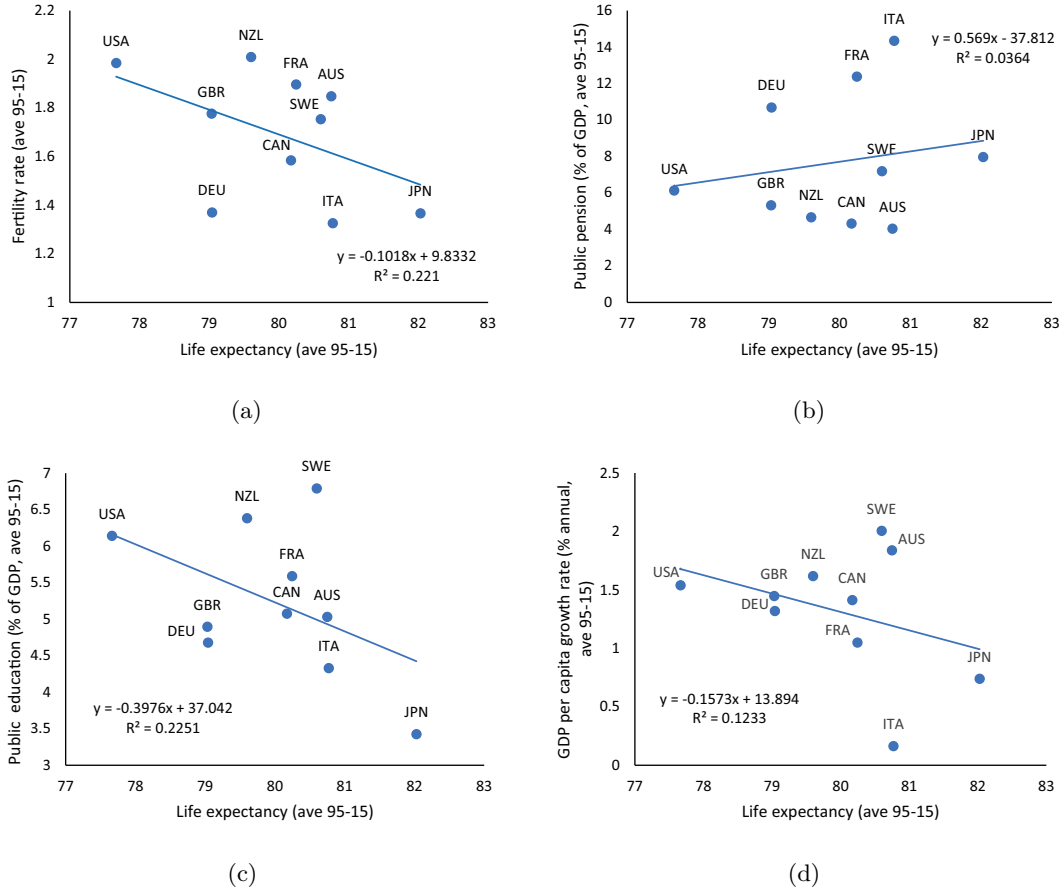 Fertility rate (ave 95-15)
2.2
2
1.8
1.6
1.4
1.2
1
77
78
79
80
81
82
83
Life expectancy (ave 95-15)
USA
NZL
FRA
AUS
GBR
SWE
CAN
DEU
ITA
JPN
y = -0.1018x + 9.8332
R² = 0.221
(a)
Public pension (% of GDP, ave 95-15)
16
14
12
10
8
6
4
2
0
77
78
79
80
81
82
83
Life expectancy (ave 95-15)
ITA
FRA
DEU
JPN
SWE
USA
GBR
NZL
CAN
AUS
y = 0.569x - 37.812
R² = 0.0364
(b)
Public education (% of GDP, ave 95-15)
7
6.5
6
5.5
5
4.5
4
3.5
3
77
78
79
80
81
82
83
Life expectancy (ave 95-15)
SWE
NZL
USA
FRA
CAN
AUS
GBR
DEU
ITA
JPN
y = -0.3976x + 37.042
R² = 0.2251
(c)
GDP per capita growth rate (% annual,
ave 95-15)
2.5
2
1.5
1
0.5
0
77
78
79
80
81
82
83
Life expectancy (ave 95-15)
SWE
AUS
NZL
USA
GBR
CAN
DEU
FRA
JPN
ITA
y = -0.1573x + 13.894
R² = 0.1233
(d)